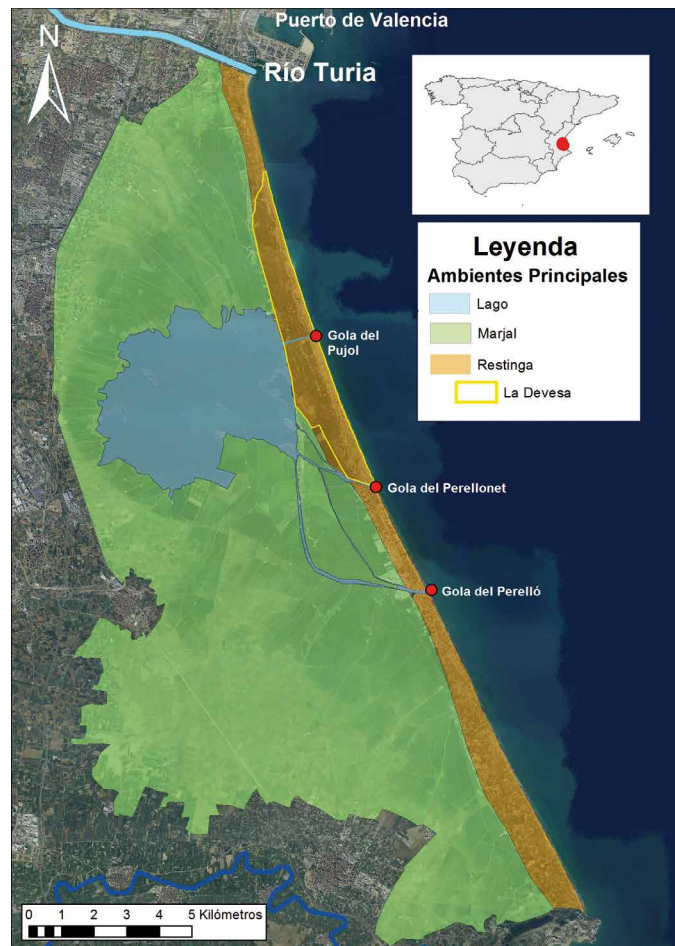 Puerto de Valencia
N
Río Turia
Leyenda
Ambientes Principales
Lago
Marjal
Restinga
La Devesa
Gola del
Pujol
Gola del Perellonet
Gola del Perelló
0 1 2 3 4 5 Kilómetros